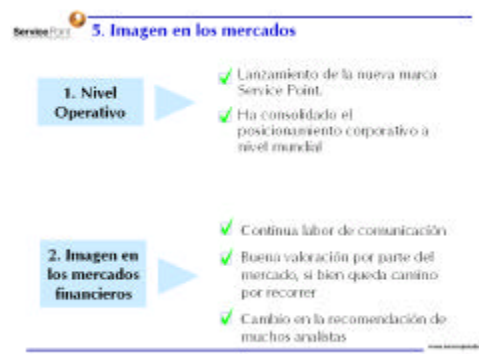 Service Point
5. Imagen en los mercados
1. Nivel
Operativo
Lanzamiento de la nueva marca
Service Point.
Ha consolidado el
posicionamiento corporativo a
nivel mundial
2. Imagen en
los mercados
financieros
Continua labor de comunicación
Buena valoración por parte del
mercado, si bien queda camino
por recorrer
Cambio en la recomendación de
muchos analistas